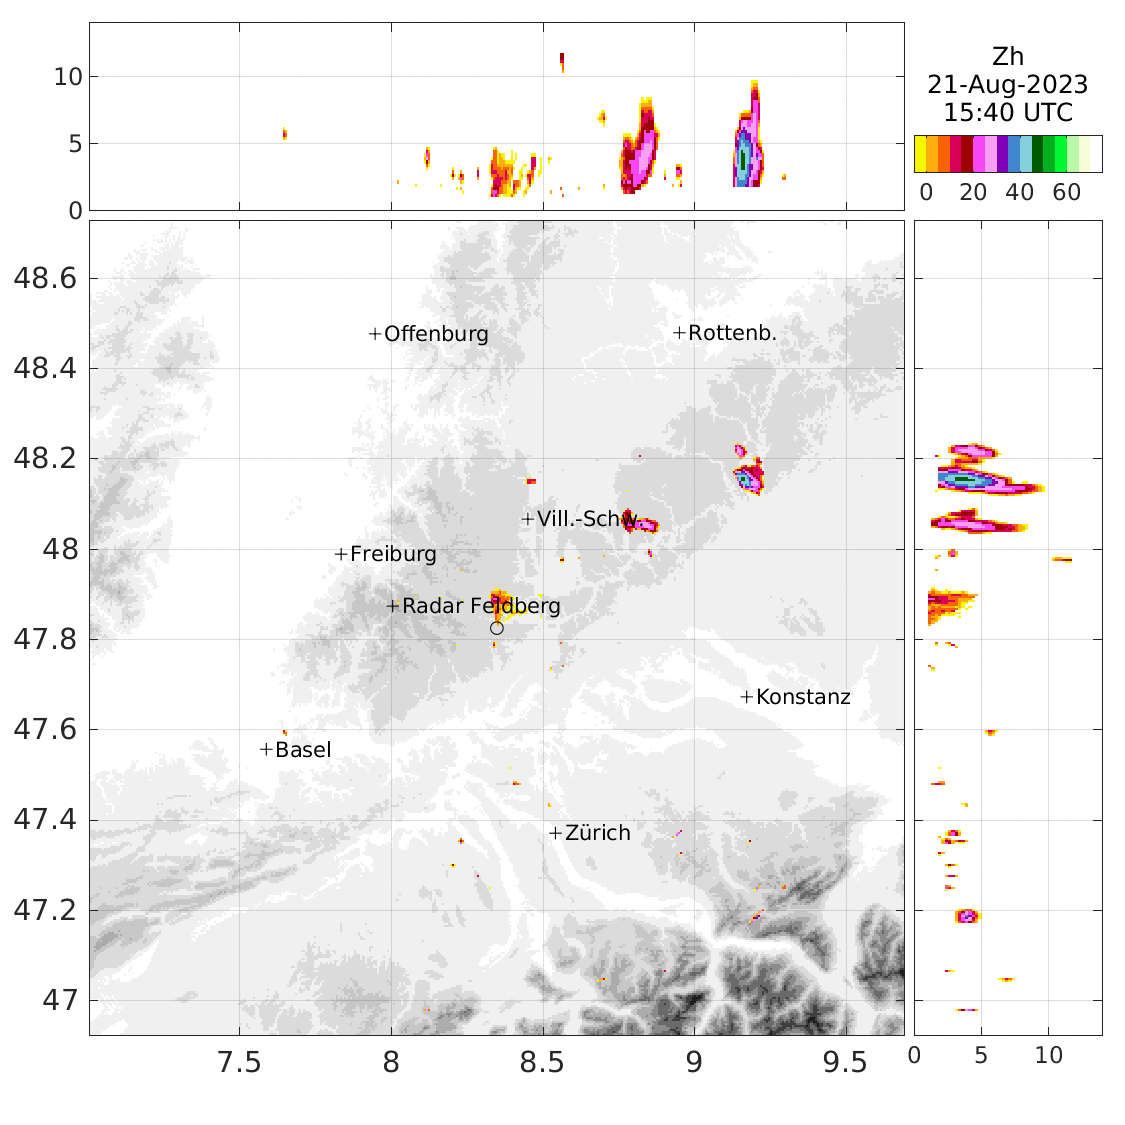 10
5
0
Zh
21-Aug-2023
15:40 UTC
0 20 40 60
48.6
48.4
48.2
48
47.8
47.6
47.4
47.2
47
Offenburg
Rottenb.
Vill.-Schw.
Freiburg
Radar Feldberg
Konstanz
Basel
Zürich
7.5 8 8.5 9 9.5
0 5 10